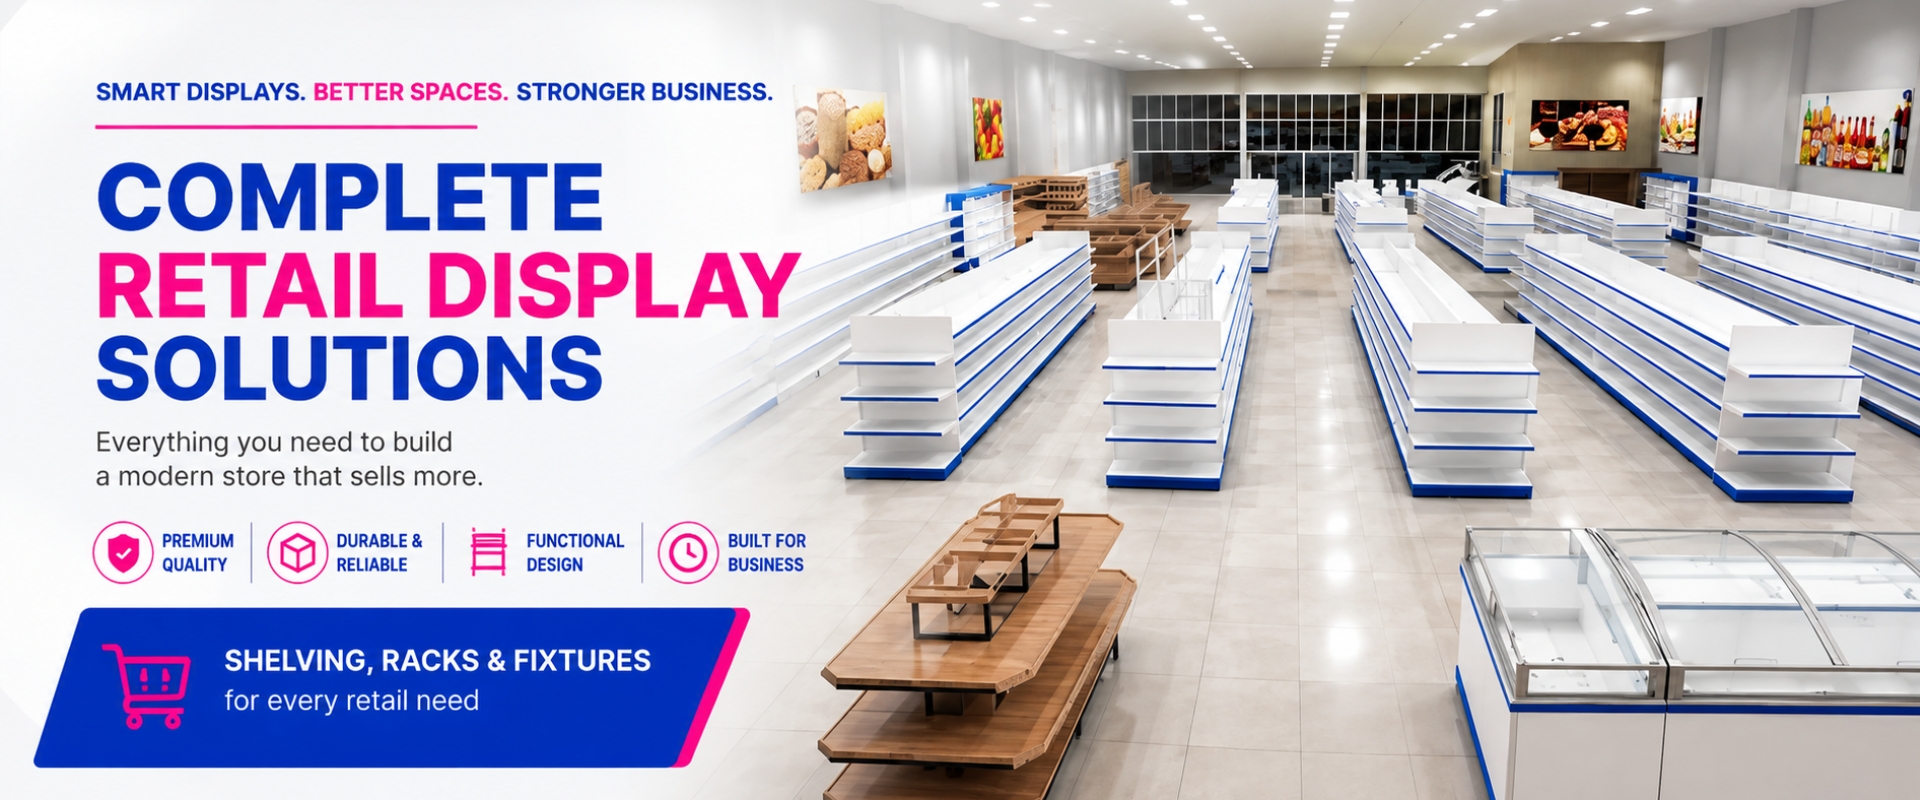 SMART DISPLAYS. BETTER SPACES. STRONGER BUSINESS.
COMPLETE
RETAIL DISPLAY
SOLUTIONS
Everything you need to build
a modern store that sells more.
PREMIUM
QUALITY
DURABLE &
RELIABLE
FUNCTIONAL
DESIGN
BUILT FOR
BUSINESS
SHELVING, RACKS & FIXTURES
for every retail need